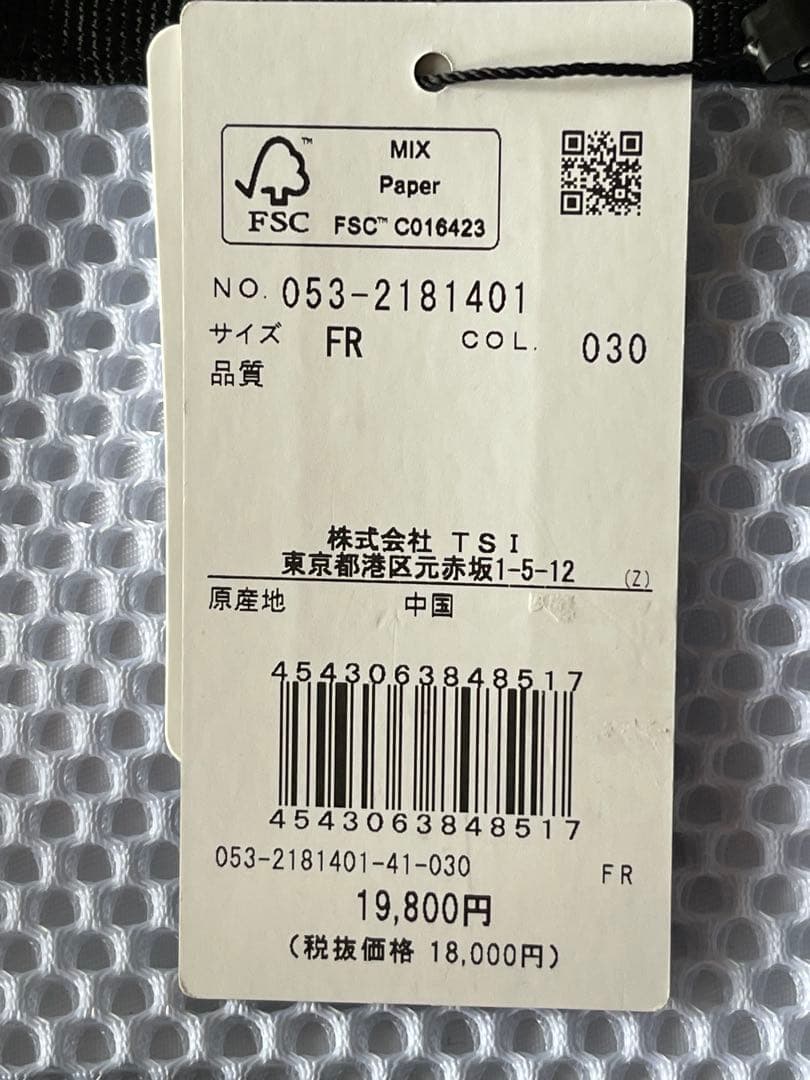 MIX
Paper
FSC™ FSC™ C016423
NO. 053-2181401
サイズ FR COL. 030
品質
株式会社 TSI
東京都港区元赤坂1-5-12 (Z)
原産地 中国
4543063848517
4543063848517
053-2181401-41-030 FR
19,800円
(税抜価格 18,000円)